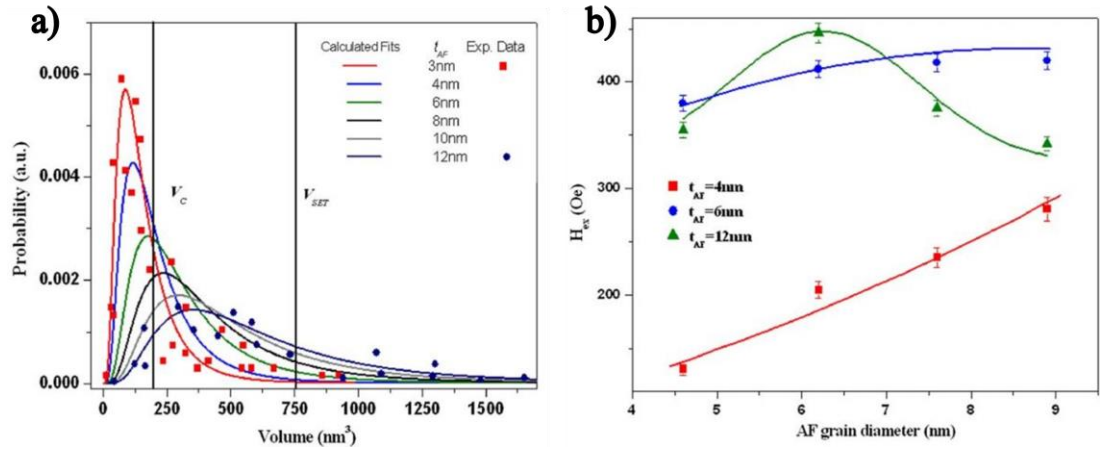 a)
Calculated Fits t_AF Exp. Data
3nm
4nm
6nm
8nm
10nm
12nm
V_C
V_SET
0.006
0.004
0.002
0.000
Probability (a.u.)
0 250 500 750 1000 1250 1500
Volume (nm³)
b)
400
300
200
H_ex (Oe)
t_AF=4nm
t_AF=6nm
t_AF=12nm
4 5 6 7 8 9
AF grain diameter (nm)